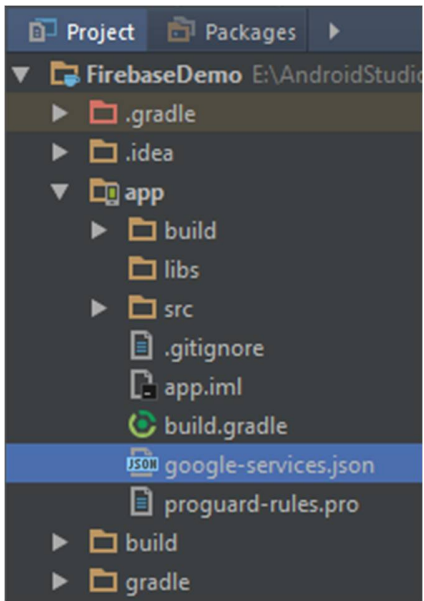 Project Packages
FirebaseDemo E:\AndroidStudio
.gradle
.idea
app
build
libs
src
.gitignore
app.iml
build.gradle
JSON google-services.json
proguard-rules.pro
build
gradle